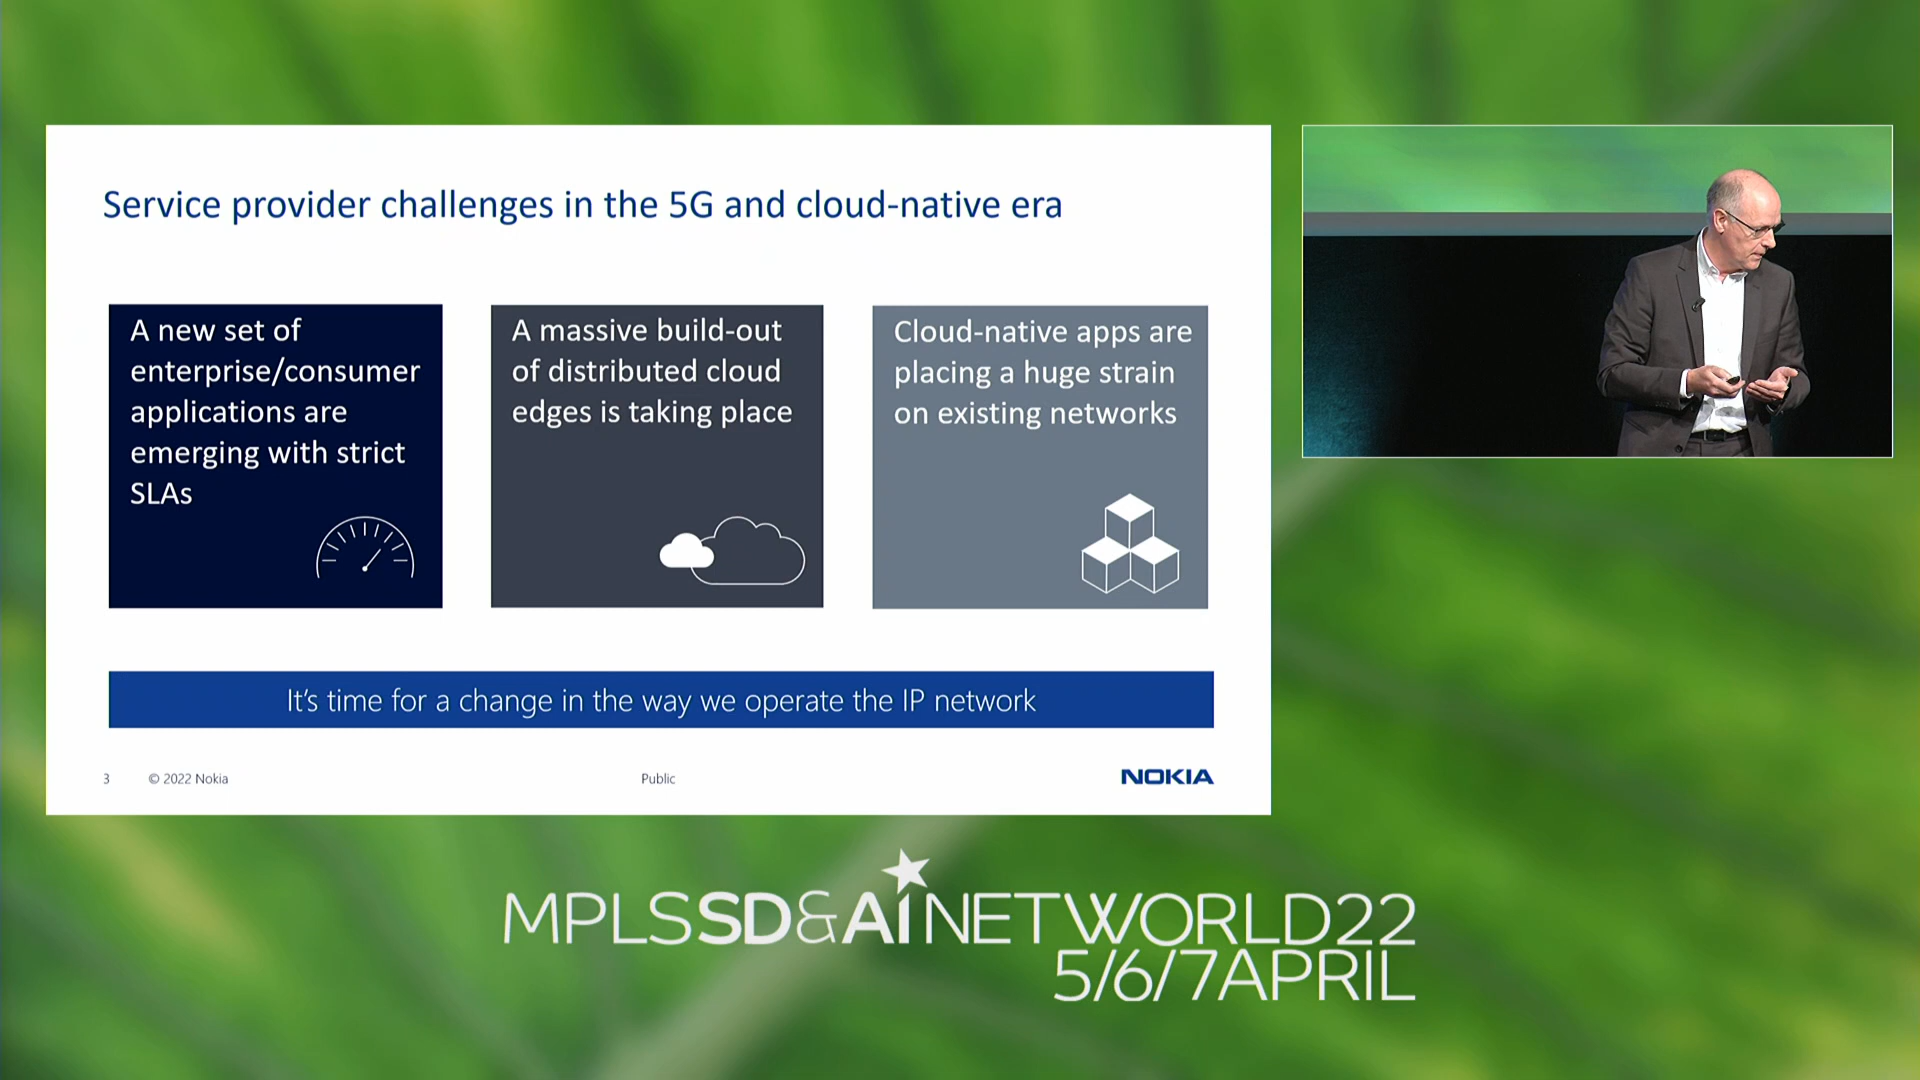 Service provider challenges in the 5G and cloud-native era
A new set of
enterprise/consumer
applications are
emerging with strict
SLAs
A massive build-out
of distributed cloud
edges is taking place
Cloud-native apps are
placing a huge strain
on existing networks
It's time for a change in the way we operate the IP network
3 © 2022 Nokia Public NOKIA
MPLSSD&AINETWORLD22
5/6/7APRIL